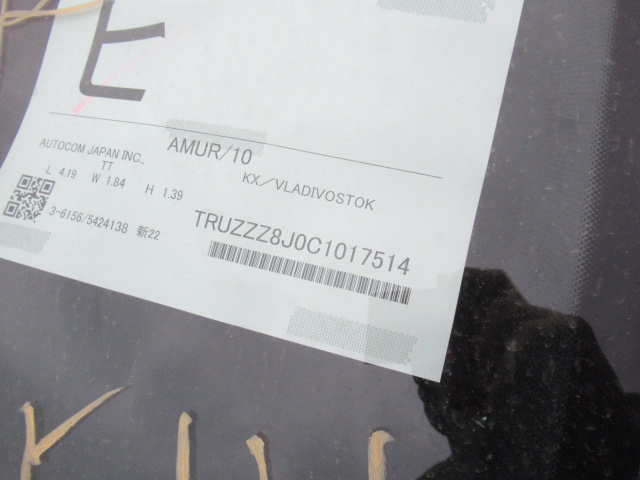 ヒ
AUTOCOM JAPAN INC., AMUR/10
TT KX//VLADIVOSTOK
L 4.19 W 1.84 H 1.39
3-6156/5424138 新22 TRUZZZ8J0C1017514